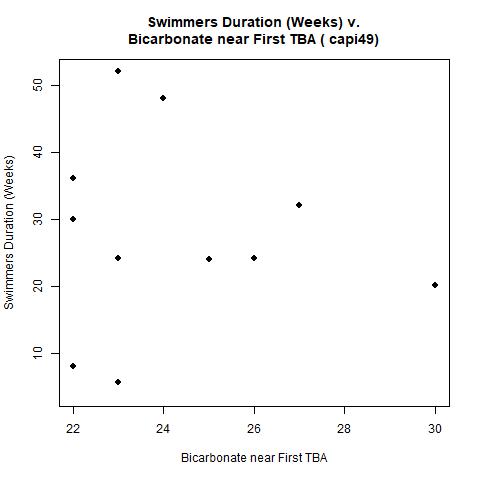 Swimmers Duration (Weeks) v.
Bicarbonate near First TBA ( capi49)
Swimmers Duration (Weeks)
50
40
30
20
10
22 24 26 28 30
Bicarbonate near First TBA